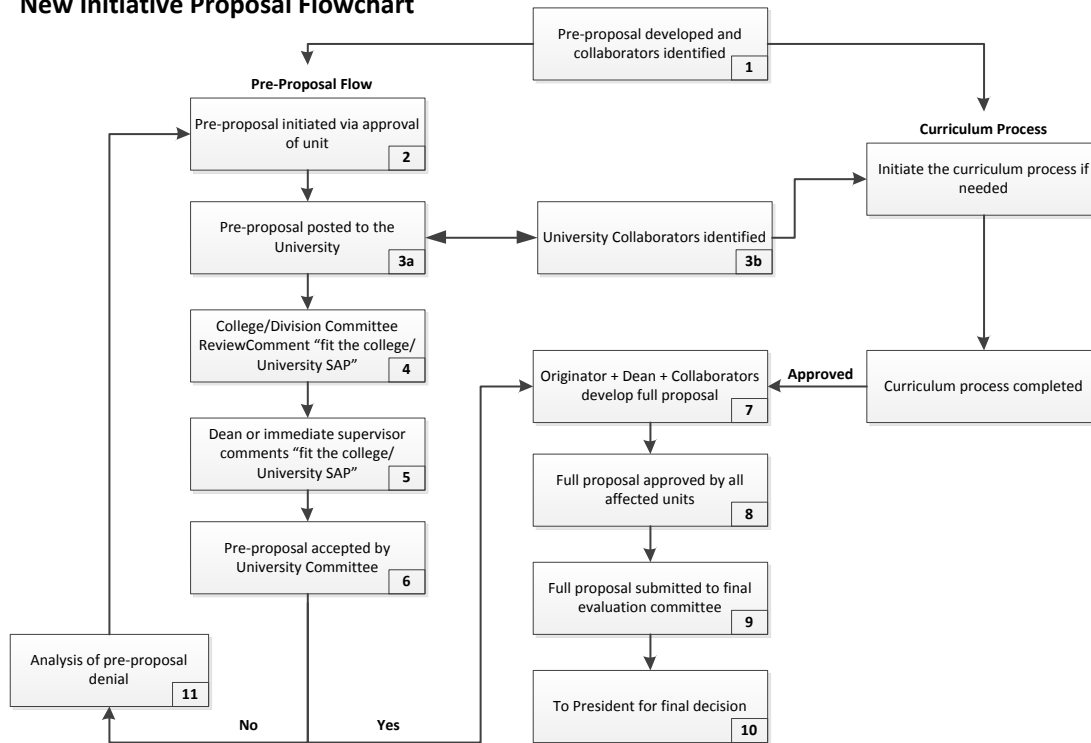 New Initiative Proposal Flowchart
Pre-proposal developed and
collaborators identified
1
Pre-Proposal Flow
Pre-proposal initiated via approval
of unit
2
Curriculum Process
Initiate the curriculum process if
needed
Pre-proposal posted to the
University
3a
University Collaborators identified
3b
College/Division Committee
ReviewComment “fit the college/
University SAP”
4
Originator + Dean + Collaborators
develop full proposal
7
Approved
Curriculum process completed
Dean or immediate supervisor
comments “fit the college/
University SAP”
5
Full proposal approved by all
affected units
8
Pre-proposal accepted by
University Committee
6
Full proposal submitted to final
evaluation committee
9
Analysis of pre-proposal
denial
11
No
Yes
To President for final decision
10